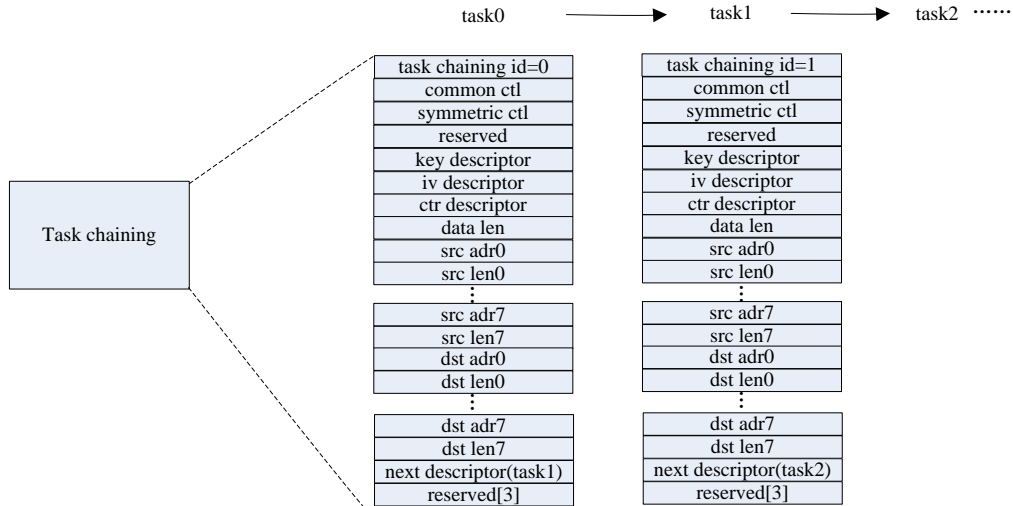 task0
task1
task2 ......
Task chaining
task chaining id=0
common ctl
symmetric ctl
reserved
key descriptor
iv descriptor
ctr descriptor
data len
src adr0
src len0
src adr7
src len7
dst adr0
dst len0
dst adr7
dst len7
next descriptor(task1)
reserved[3]
task chaining id=1
common ctl
symmetric ctl
reserved
key descriptor
iv descriptor
ctr descriptor
data len
src adr0
src len0
src adr7
src len7
dst adr0
dst len0
dst adr7
dst len7
next descriptor(task2)
reserved[3]